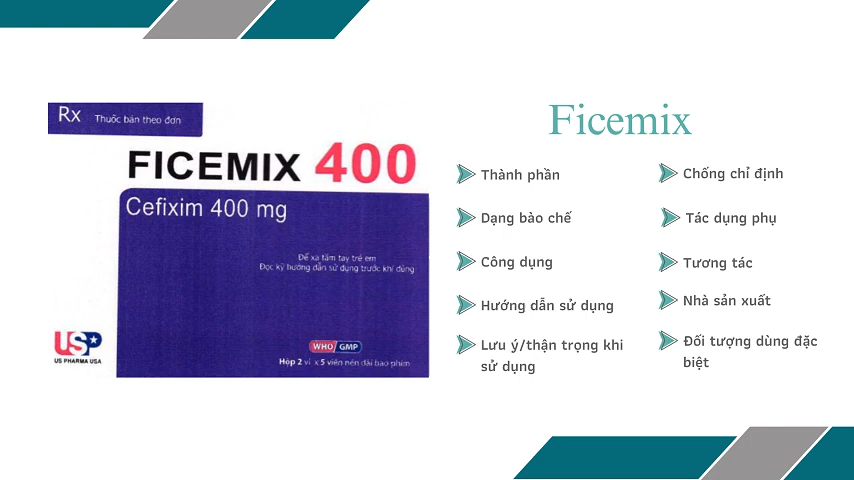 Rx Thuốc bán theo đơn
FICEMIX 400
Cefixim 400 mg
Để xa tầm tay trẻ em
Đọc kỹ hướng dẫn sử dụng trước khi dùng
USP
US PHARMA USA
WHO GMP
Hộp 2 vỉ x 5 viên nén dài bao phim
Ficemix
Thành phần
Dạng bào chế
Công dụng
Hướng dẫn sử dụng
Lưu ý/thận trọng khi
sử dụng
Chống chỉ định
Tác dụng phụ
Tương tác
Nhà sản xuất
Đối tượng dùng đặc
biệt